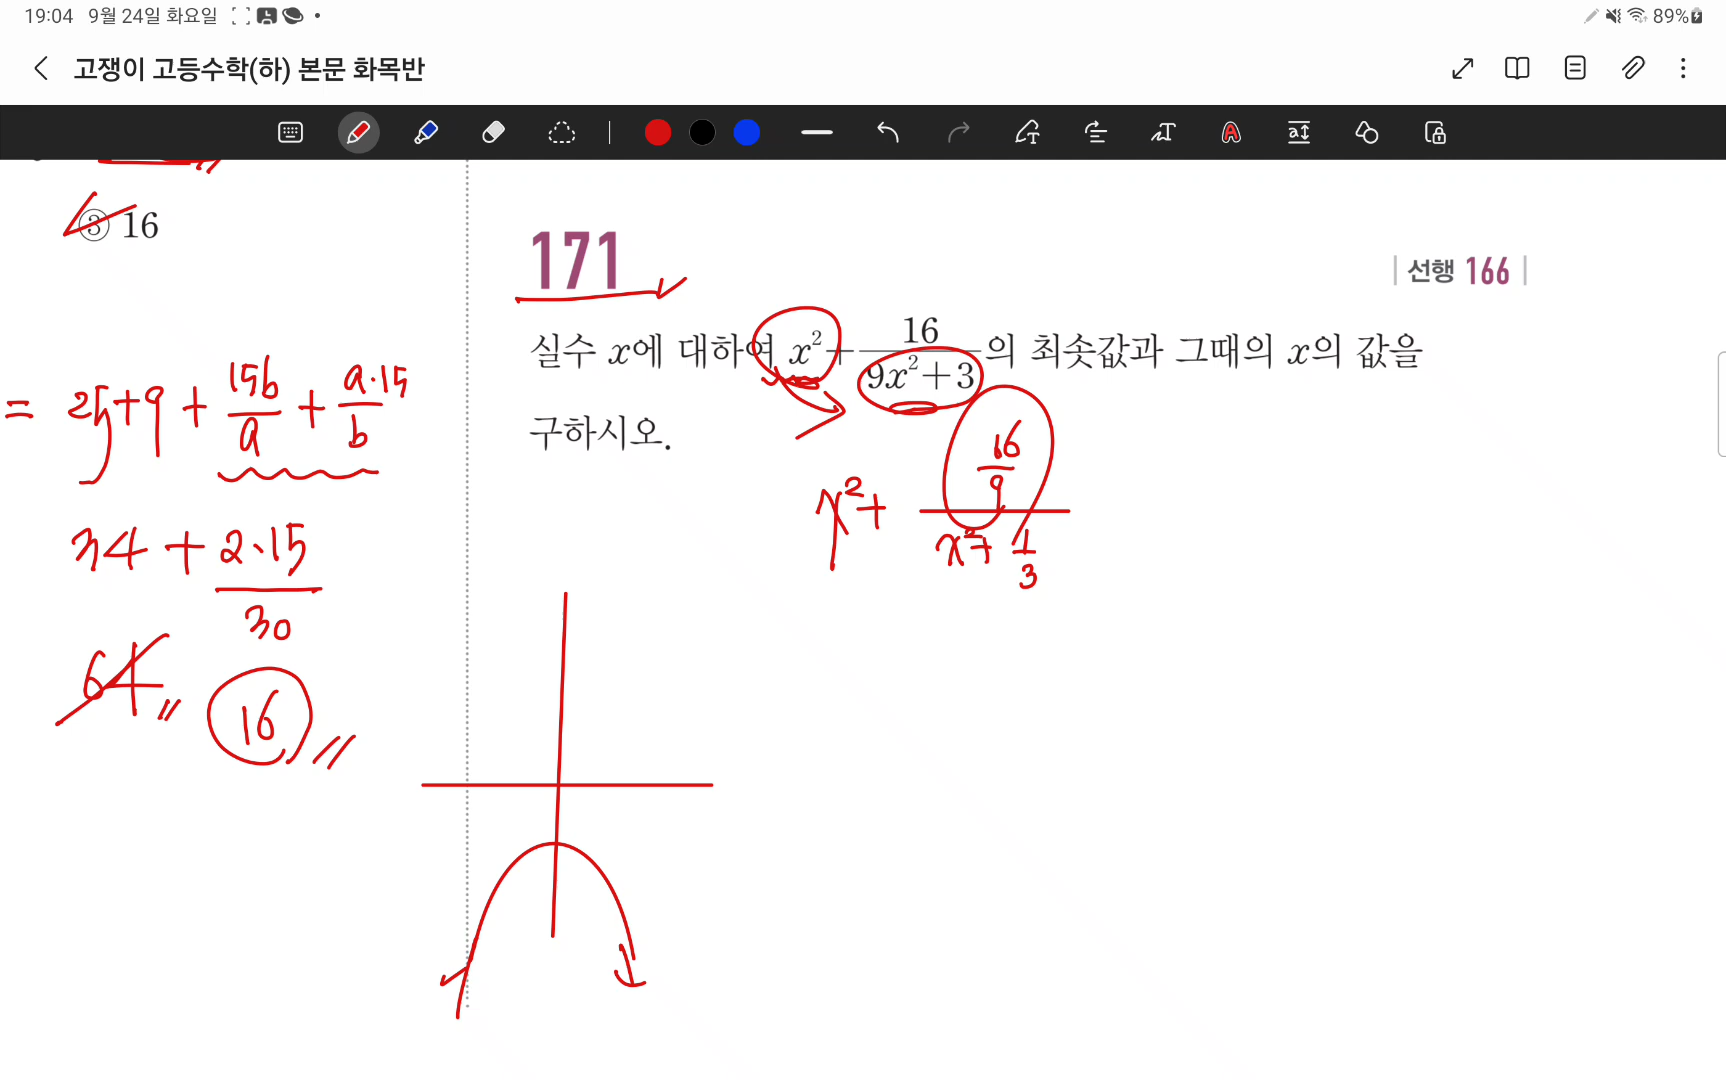 19:04 9월 24일 화요일
89%
고쟁이 고등수학(하) 본문 화목반
③ 16
= 25+9 + 15b/a + a·15/b
34 + 2·15
30
64
16
171
선행 166
실수 x에 대하여 x² + 16/(9x²+3)의 최솟값과 그때의 x의 값을
구하시오.
x² + (16/9)/(x² + 1/3)